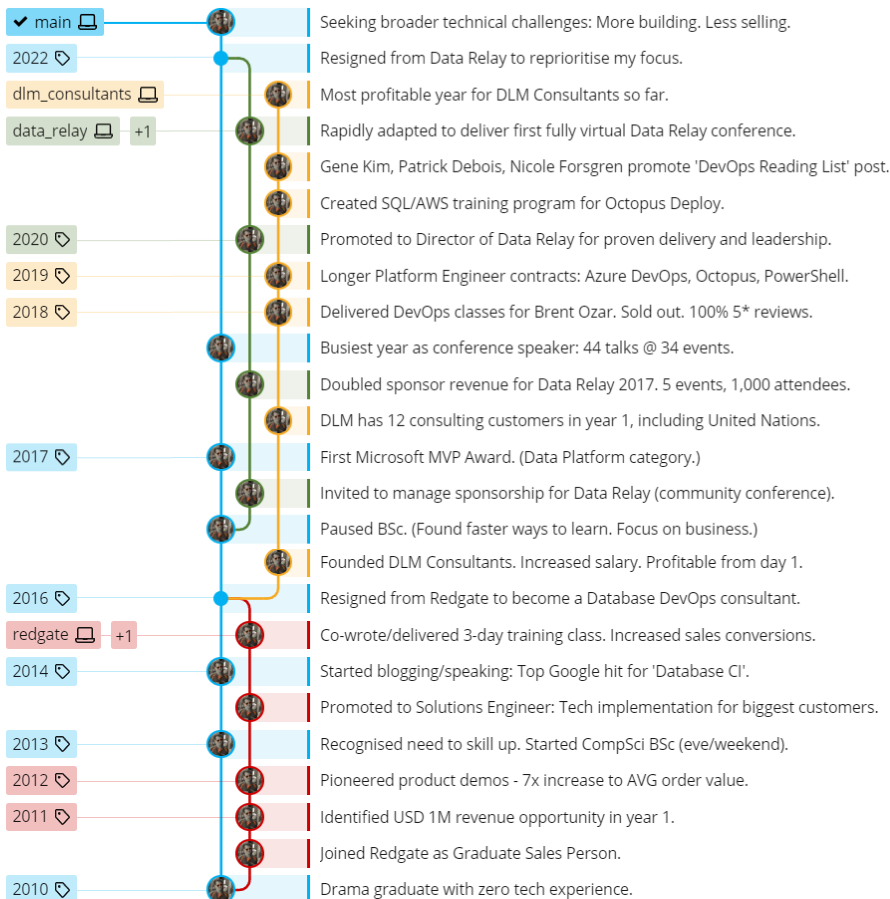 main Seeking broader technical challenges: More building. Less selling.
2022 Resigned from Data Relay to reprioritise my focus.
dlm_consultants Most profitable year for DLM Consultants so far.
data_relay +1 Rapidly adapted to deliver first fully virtual Data Relay conference.
Gene Kim, Patrick Debois, Nicole Forsgren promote 'DevOps Reading List' post.
Created SQL/AWS training program for Octopus Deploy.
2020 Promoted to Director of Data Relay for proven delivery and leadership.
2019 Longer Platform Engineer contracts: Azure DevOps, Octopus, PowerShell.
2018 Delivered DevOps classes for Brent Ozar. Sold out. 100% 5* reviews.
Busiest year as conference speaker: 44 talks @ 34 events.
Doubled sponsor revenue for Data Relay 2017. 5 events, 1,000 attendees.
DLM has 12 consulting customers in year 1, including United Nations.
2017 First Microsoft MVP Award. (Data Platform category.)
Invited to manage sponsorship for Data Relay (community conference).
Paused BSc. (Found faster ways to learn. Focus on business.)
Founded DLM Consultants. Increased salary. Profitable from day 1.
2016 Resigned from Redgate to become a Database DevOps consultant.
redgate +1 Co-wrote/delivered 3-day training class. Increased sales conversions.
2014 Started blogging/speaking: Top Google hit for 'Database CI'.
Promoted to Solutions Engineer: Tech implementation for biggest customers.
2013 Recognised need to skill up. Started CompSci BSc (eve/weekend).
2012 Pioneered product demos - 7x increase to AVG order value.
2011 Identified USD 1M revenue opportunity in year 1.
Joined Redgate as Graduate Sales Person.
2010 Drama graduate with zero tech experience.